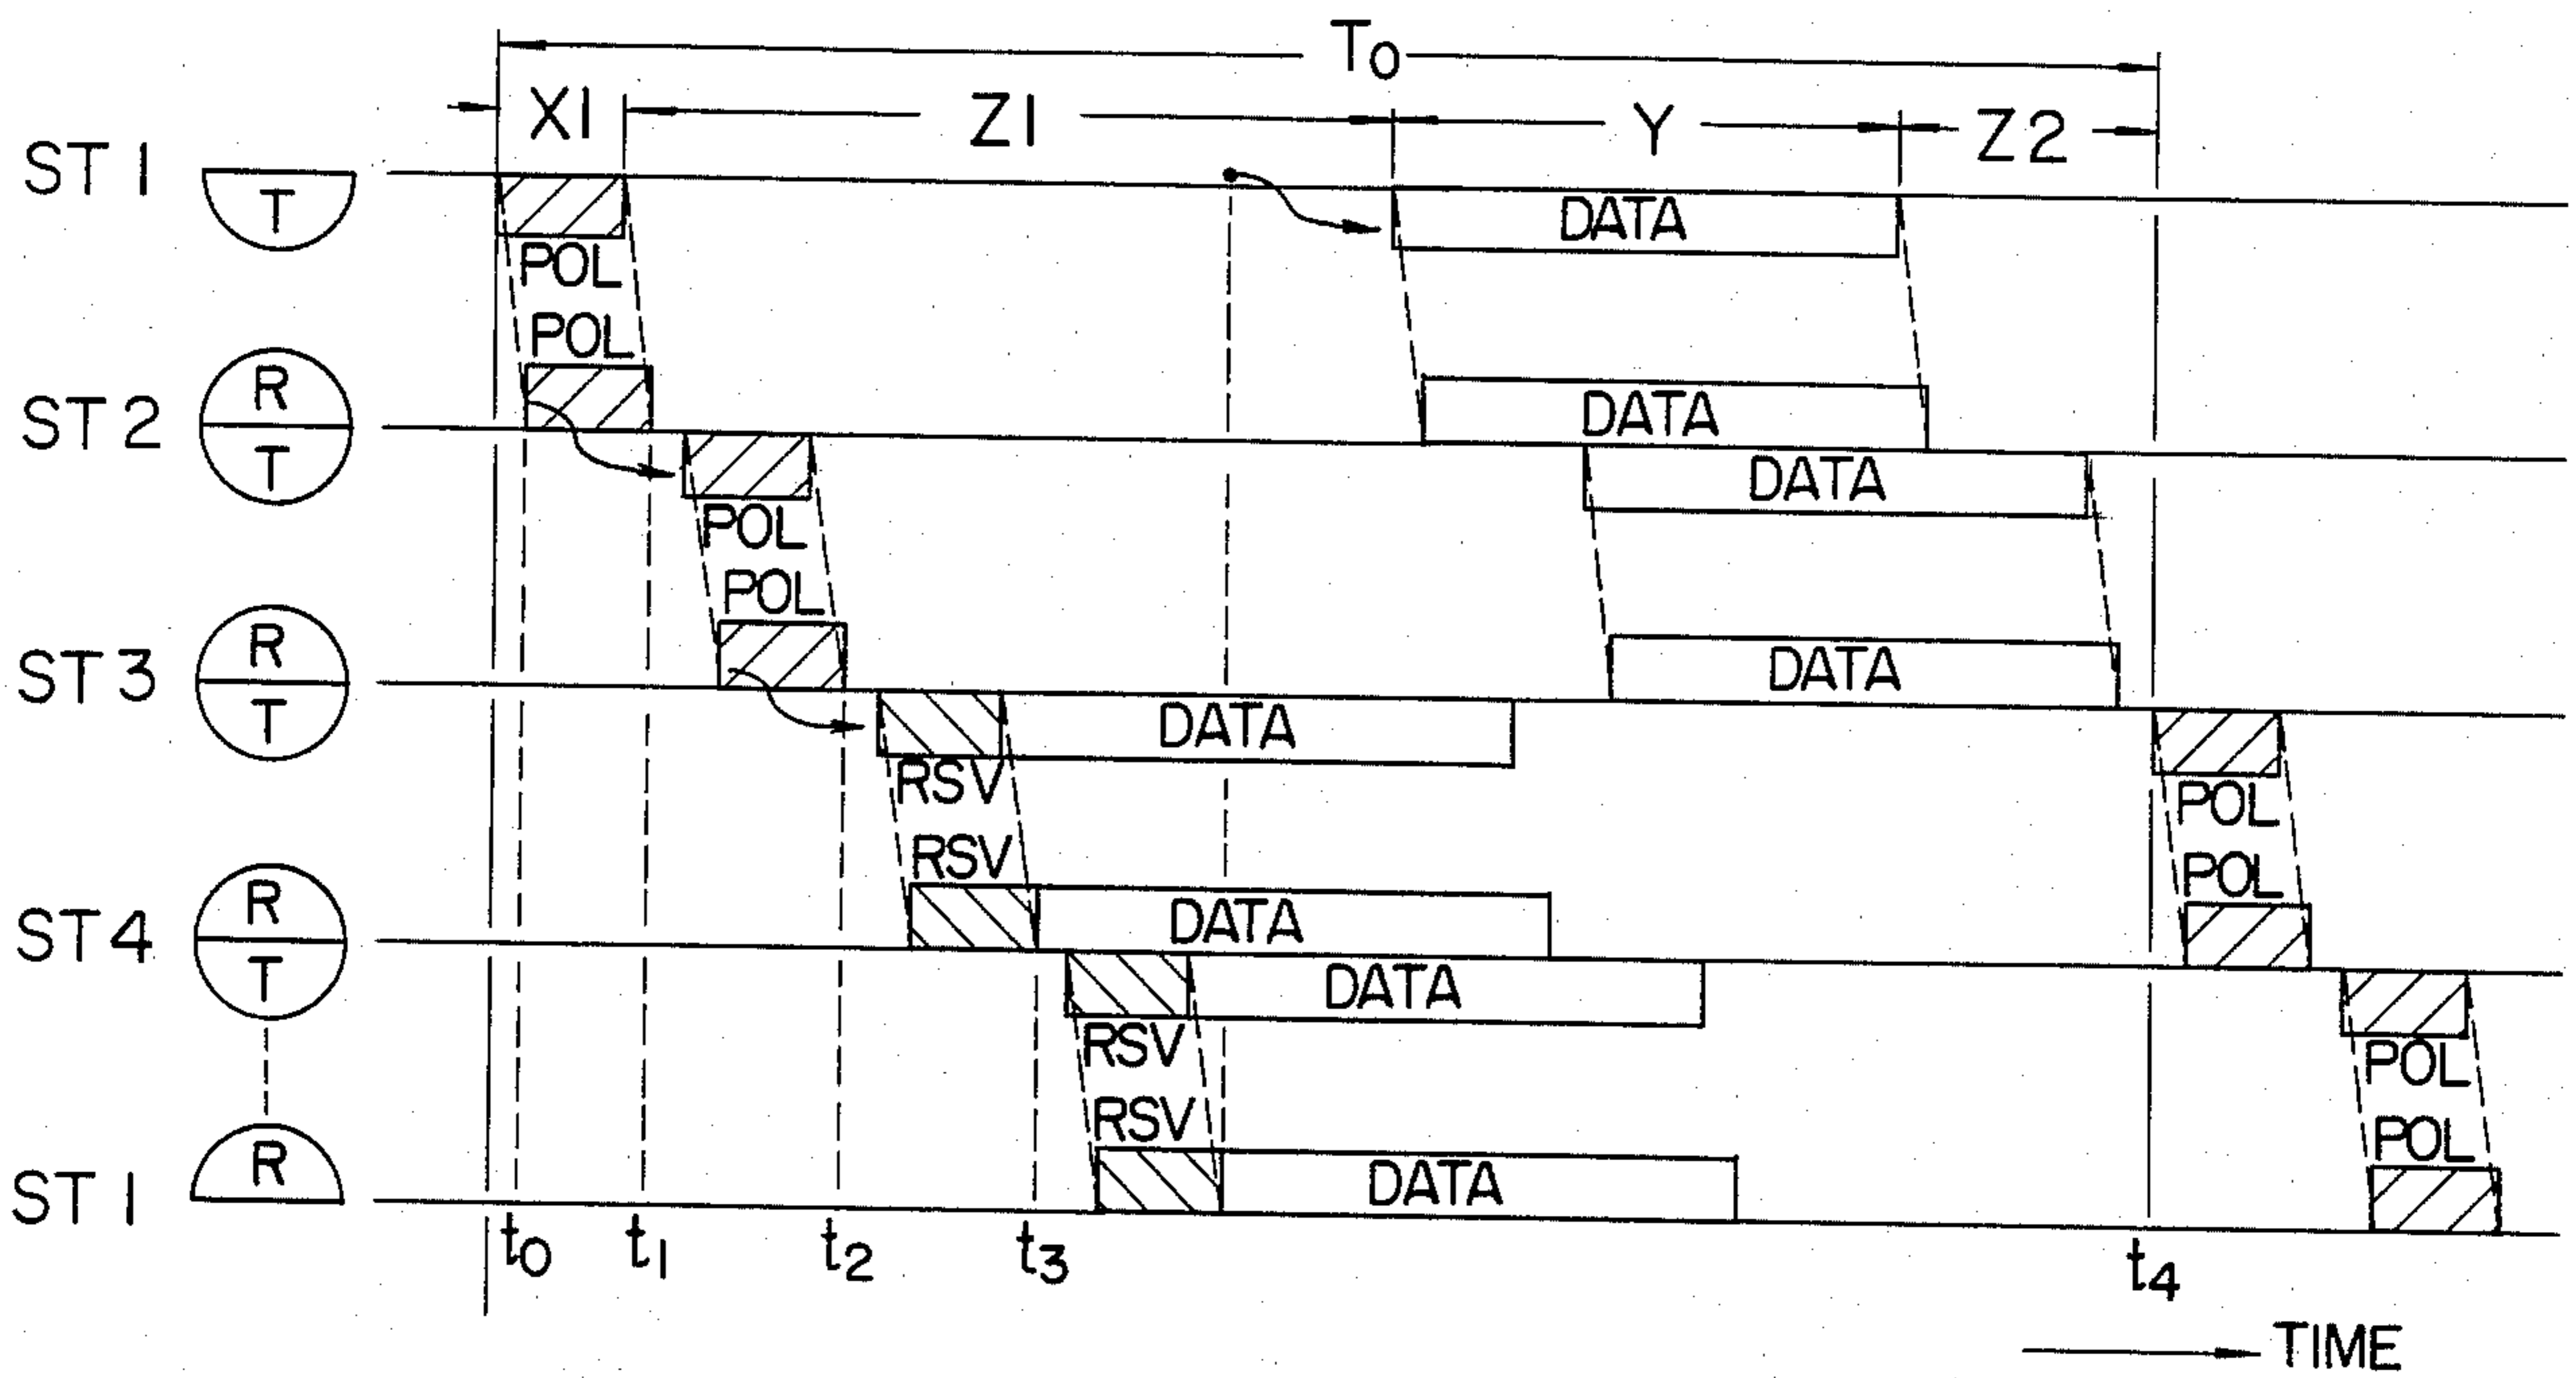 T0
X1 Z1 Y Z2
ST 1 T DATA
POL
POL
ST 2 R T DATA
DATA
POL
POL
ST 3 R T DATA
DATA
RSV POL
RSV POL
ST 4 R T DATA
DATA
RSV POL
RSV POL
ST 1 R DATA
t0 t1 t2 t3 t4
TIME